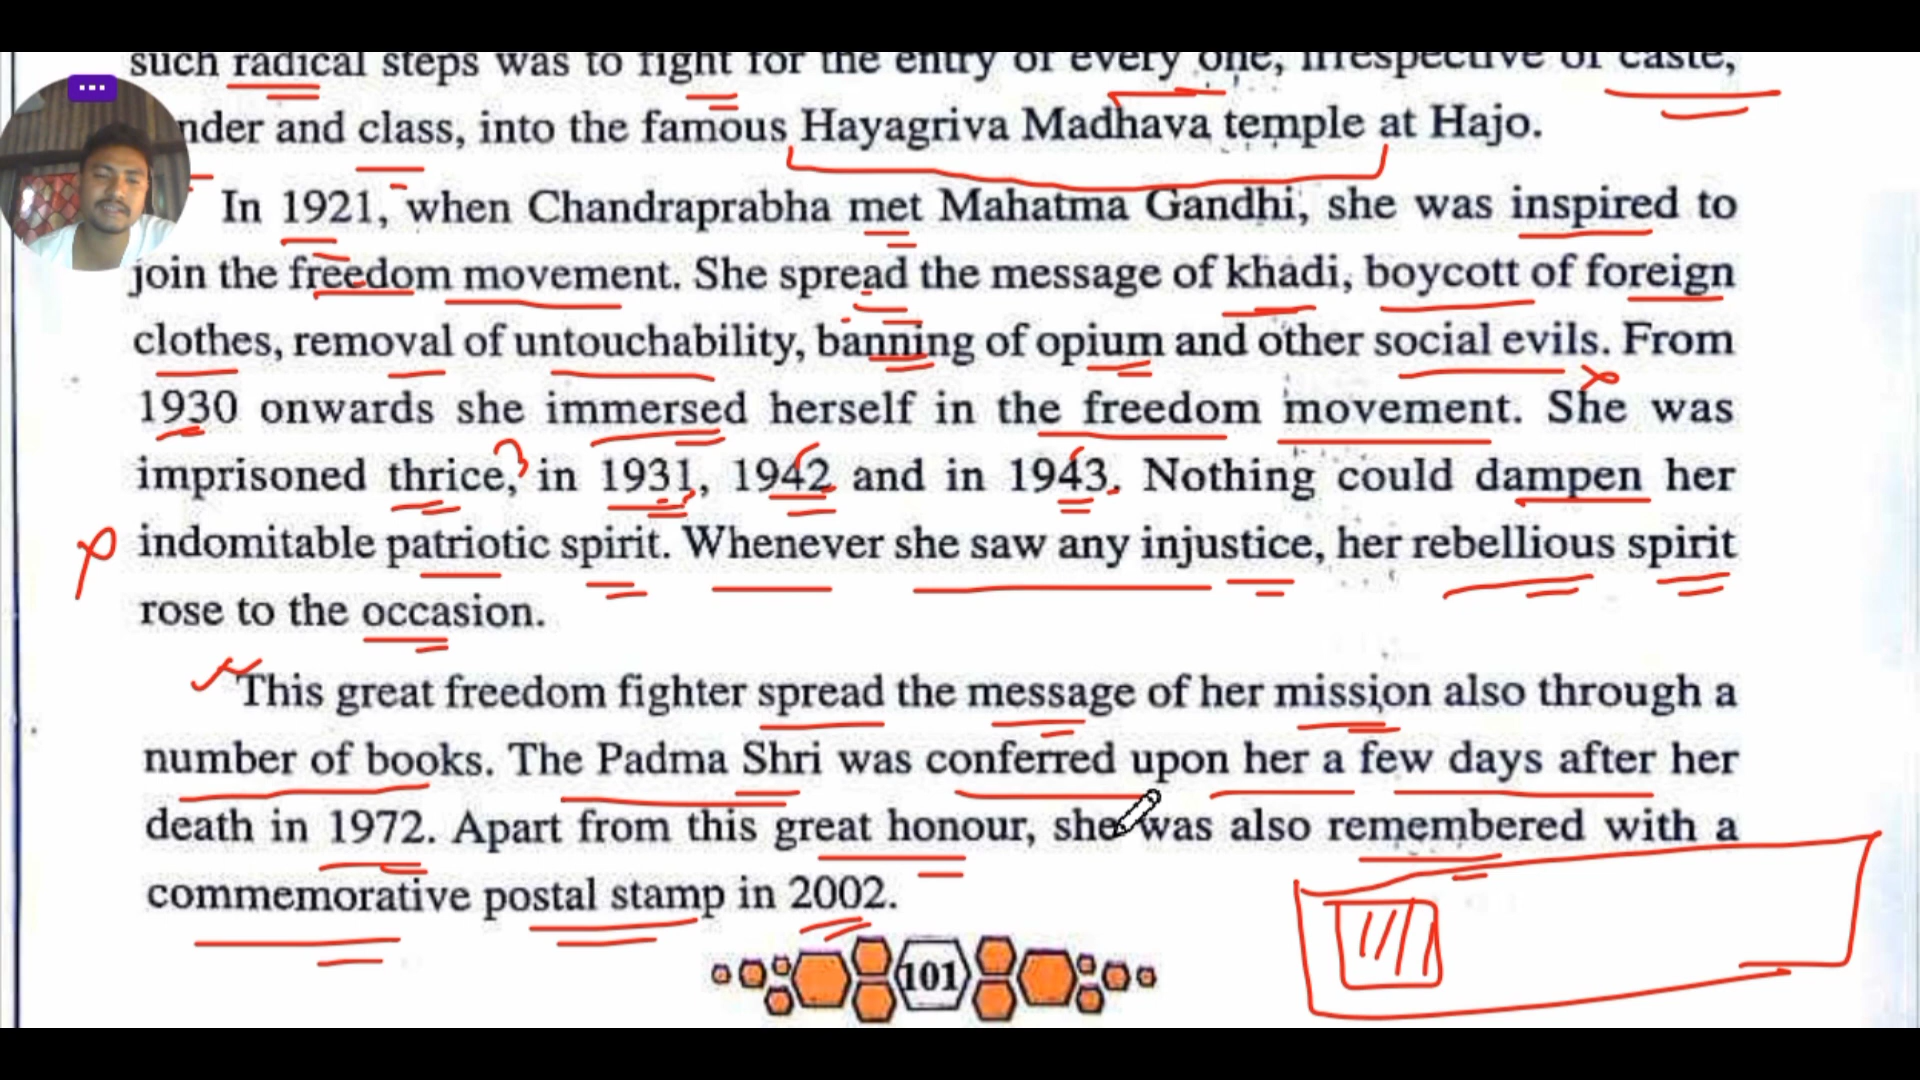 such radical steps was to fight for the entry of every one, irrespective of caste,
nder and class, into the famous Hayagriva Madhava temple at Hajo.
In 1921, when Chandraprabha met Mahatma Gandhi, she was inspired to
join the freedom movement. She spread the message of khadi, boycott of foreign
clothes, removal of untouchability, banning of opium and other social evils. From
1930 onwards she immersed herself in the freedom movement. She was
imprisoned thrice, in 1931, 1942 and in 1943. Nothing could dampen her
indomitable patriotic spirit. Whenever she saw any injustice, her rebellious spirit
rose to the occasion.
This great freedom fighter spread the message of her mission also through a
number of books. The Padma Shri was conferred upon her a few days after her
death in 1972. Apart from this great honour, she was also remembered with a
commemorative postal stamp in 2002.
101